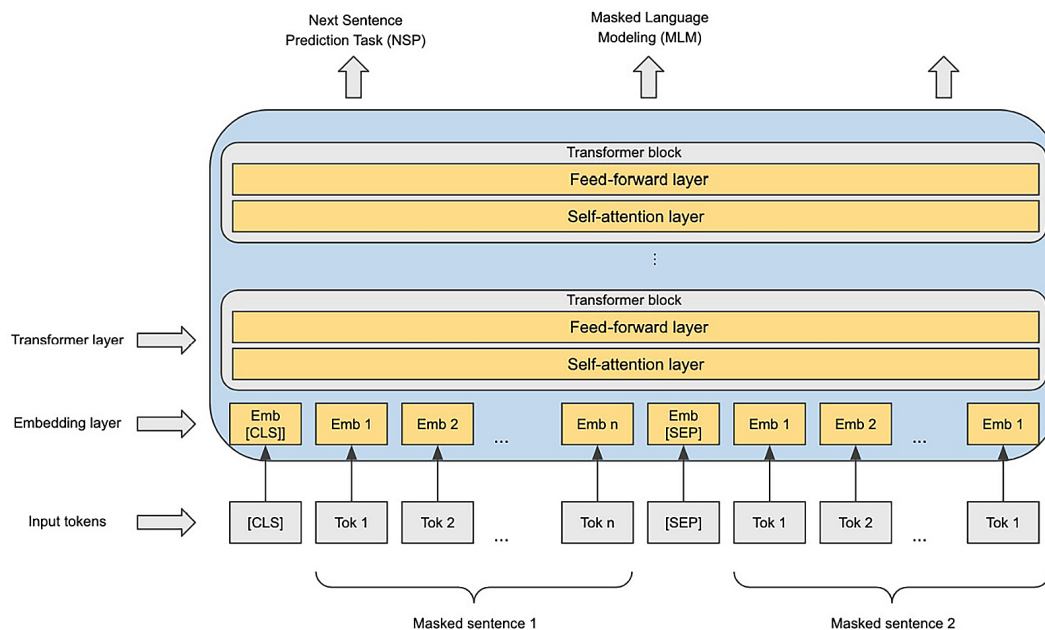 Next Sentence
Prediction Task (NSP)
Masked Language
Modeling (MLM)
Transformer block
Feed-forward layer
Self-attention layer
...
Transformer block
Transformer layer
Feed-forward layer
Self-attention layer
Embedding layer
Emb
[CLS]]
Emb 1
Emb 2
...
Emb n
Emb
[SEP]
Emb 1
Emb 2
...
Emb 1
Input tokens
[CLS]
Tok 1
Tok 2
...
Tok n
[SEP]
Tok 1
Tok 2
...
Tok 1
Masked sentence 1
Masked sentence 2